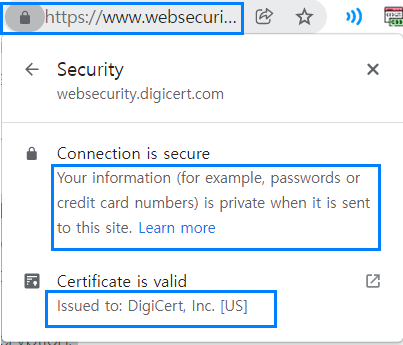 https://www.websecuri...
Security
websecurity.digicert.com
Connection is secure
Your information (for example, passwords or
credit card numbers) is private when it is sent
to this site. Learn more
Certificate is valid
Issued to: DigiCert, Inc. [US]